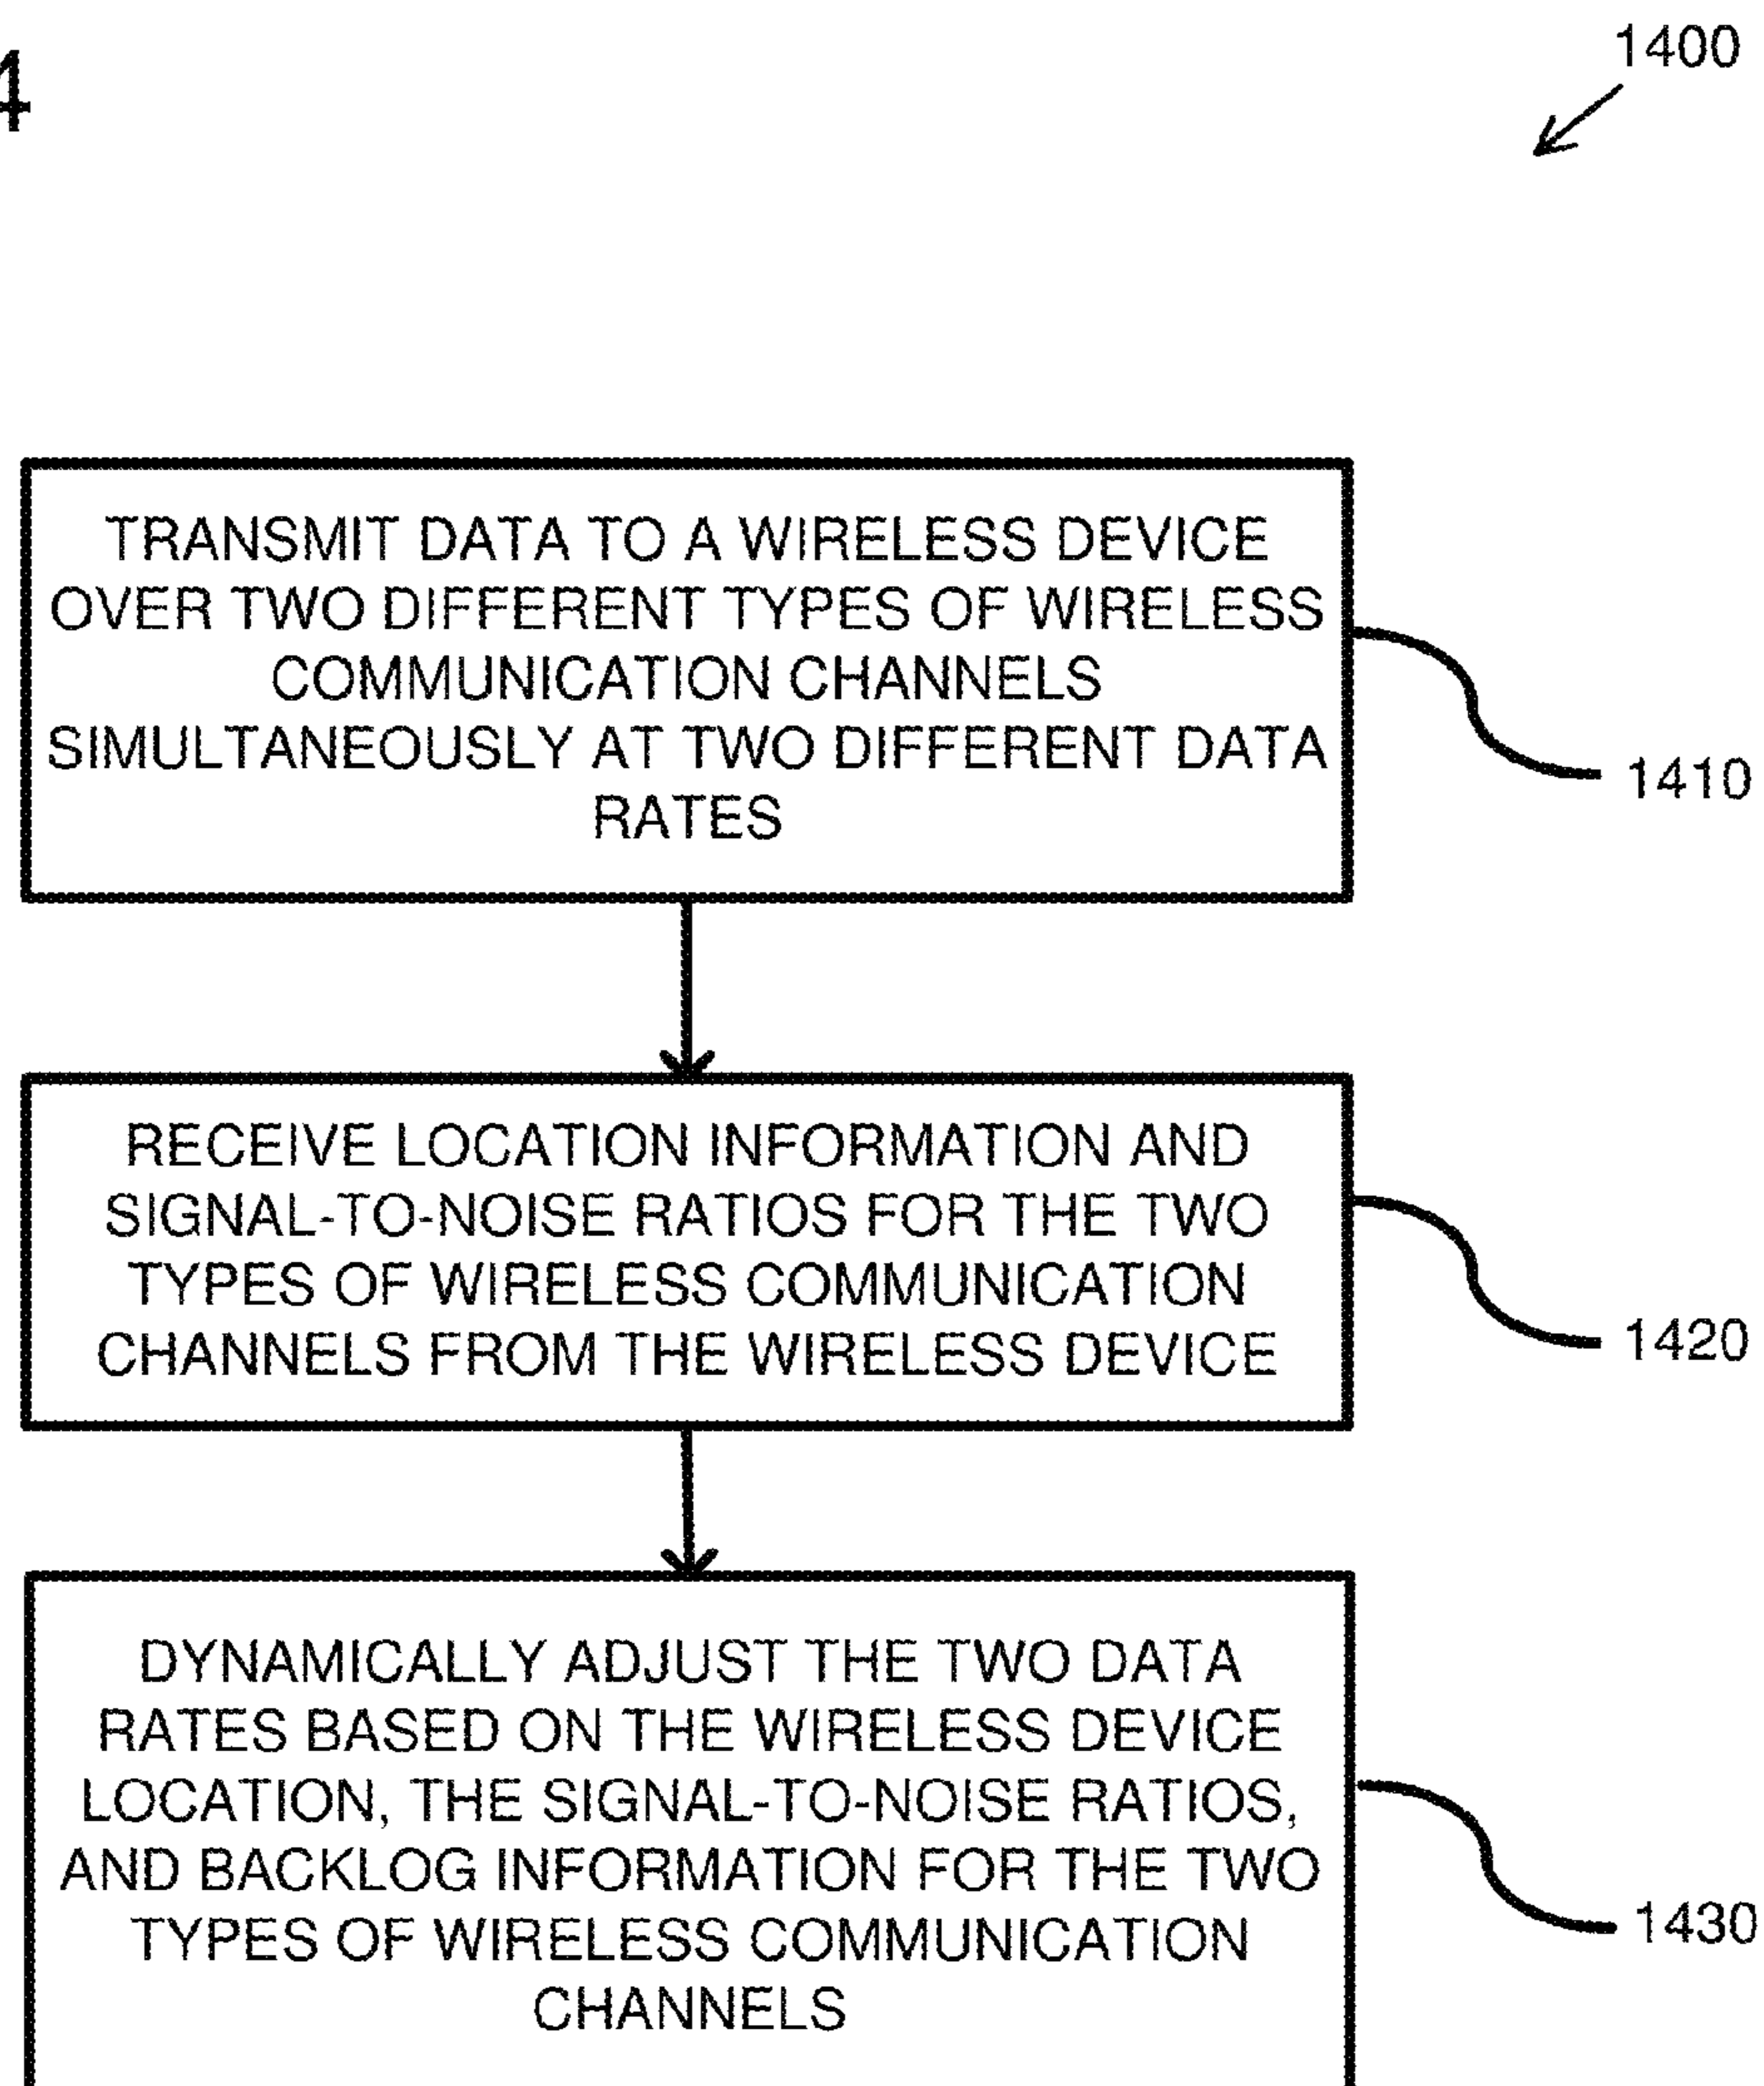 4
1400
TRANSMIT DATA TO A WIRELESS DEVICE
OVER TWO DIFFERENT TYPES OF WIRELESS
COMMUNICATION CHANNELS
SIMULTANEOUSLY AT TWO DIFFERENT DATA
RATES
1410
RECEIVE LOCATION INFORMATION AND
SIGNAL-TO-NOISE RATIOS FOR THE TWO
TYPES OF WIRELESS COMMUNICATION
CHANNELS FROM THE WIRELESS DEVICE
1420
DYNAMICALLY ADJUST THE TWO DATA
RATES BASED ON THE WIRELESS DEVICE
LOCATION, THE SIGNAL-TO-NOISE RATIOS,
AND BACKLOG INFORMATION FOR THE TWO
TYPES OF WIRELESS COMMUNICATION
CHANNELS
1430